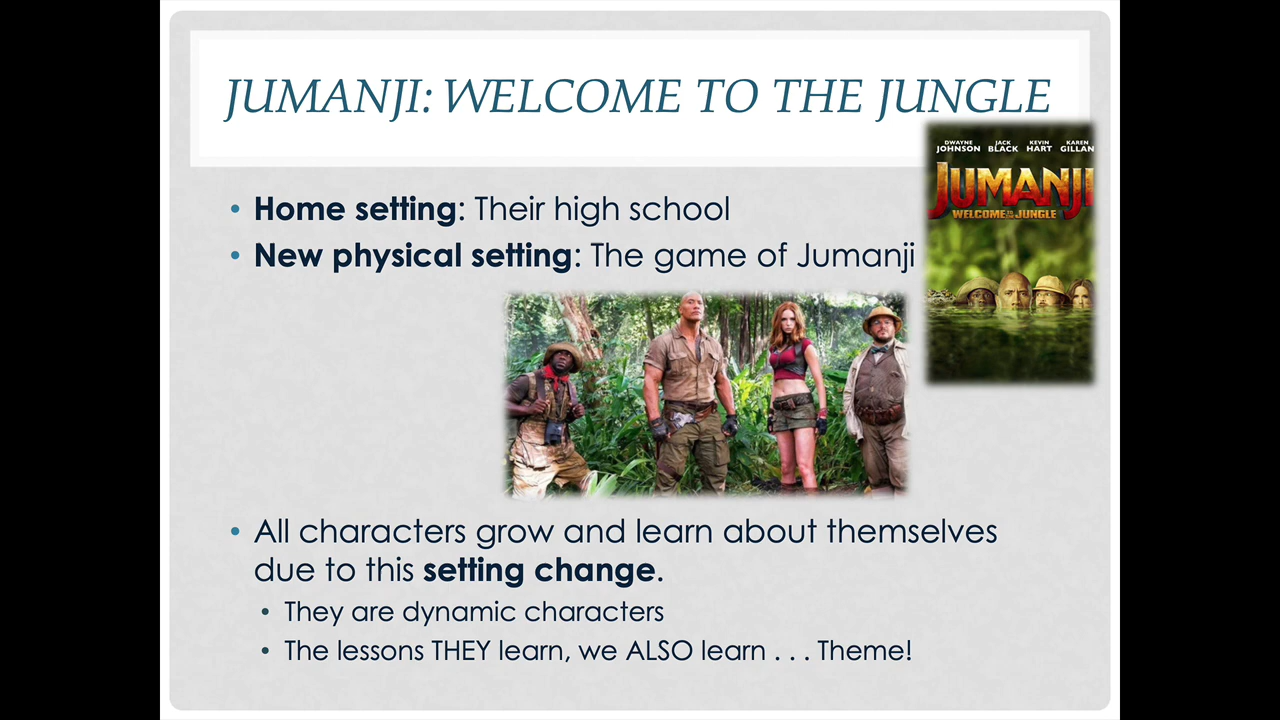 JUMANJI: WELCOME TO THE JUNGLE
DWAYNE JOHNSON JACK BLACK KEVIN HART KAREN GILLAN
JUMANJI
WELCOME TO THE JUNGLE
• Home setting: Their high school
• New physical setting: The game of Jumanji
• All characters grow and learn about themselves
due to this setting change.
• They are dynamic characters
• The lessons THEY learn, we ALSO learn . . . Theme!